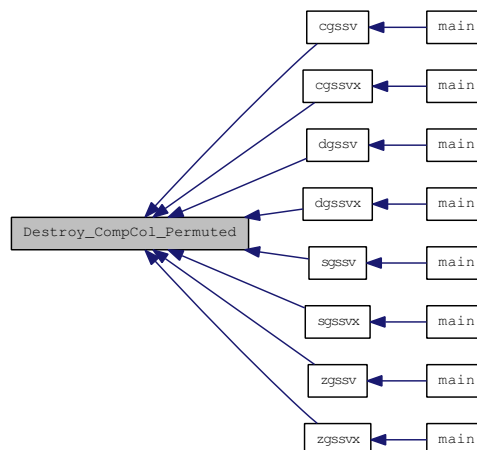 cgssv main
cgssvx main
dgssv main
dgssvx main
Destroy_CompCol_Permuted
sgssv main
sgssvx main
zgssv main
zgssvx main